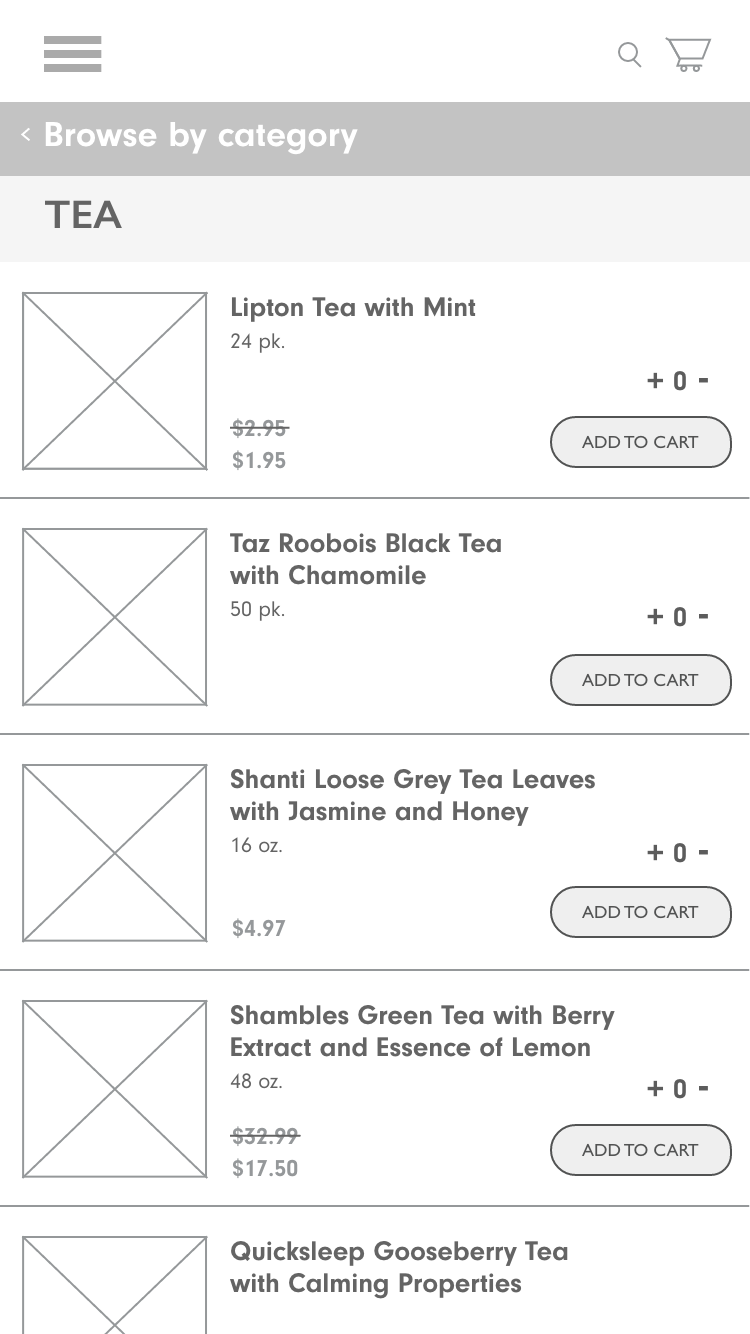 < Browse by category
TEA
Lipton Tea with Mint
24 pk.
+ 0 -
$2.95
$1.95
ADD TO CART
Taz Roobois Black Tea
with Chamomile
50 pk.
+ 0 -
ADD TO CART
Shanti Loose Grey Tea Leaves
with Jasmine and Honey
16 oz.
+ 0 -
ADD TO CART
$4.97
Shambles Green Tea with Berry
Extract and Essence of Lemon
48 oz.
+ 0 -
$32.99
$17.50
ADD TO CART
Quicksleep Gooseberry Tea
with Calming Properties